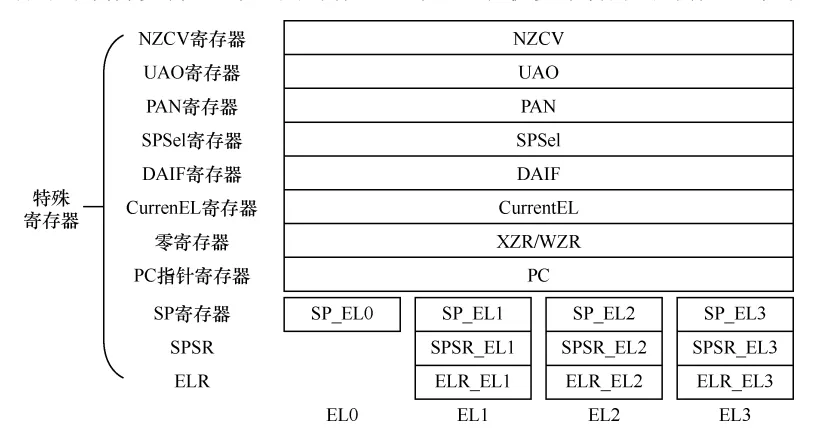 NZCV寄存器 NZCV
UAO寄存器 UAO
PAN寄存器 PAN
SPSel寄存器 SPSel
DAIF寄存器 DAIF
特殊
寄存器
CurrenEL寄存器 CurrentEL
零寄存器 XZR/WZR
PC指针寄存器 PC
SP寄存器 SP_EL0 SP_EL1 SP_EL2 SP_EL3
SPSR SPSR_EL1 SPSR_EL2 SPSR_EL3
ELR ELR_EL1 ELR_EL2 ELR_EL3
EL0 EL1 EL2 EL3